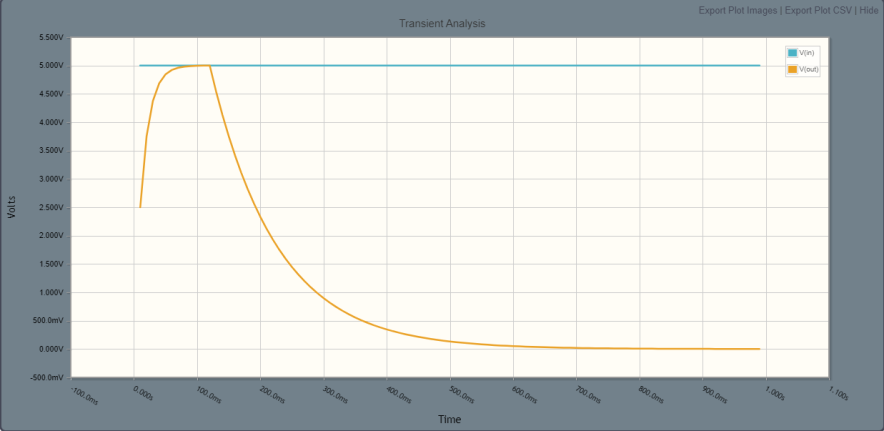 Export Plot Images | Export Plot CSV | Hide
Transient Analysis
5.500V
5.000V
4.500V
4.000V
3.500V
3.000V
2.500V
2.000V
1.500V
1.000V
500.0mV
0.000V
-500.0mV
Volts
V(in)
V(out)
-100.0ms
0.000s
100.0ms
200.0ms
300.0ms
400.0ms
500.0ms
600.0ms
700.0ms
800.0ms
900.0ms
1.000s
1.100s
Time